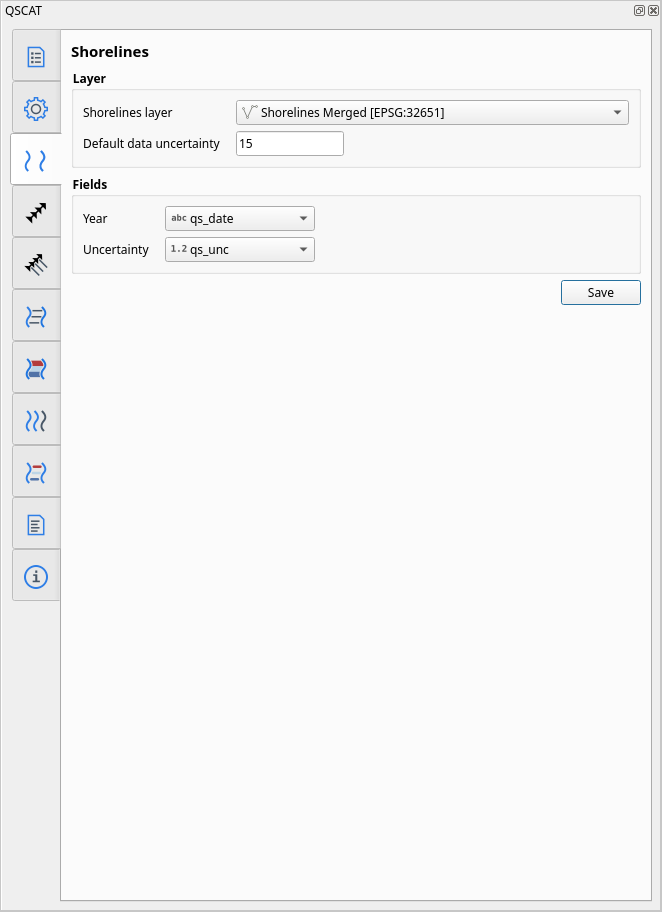 QSCAT
Shorelines
Layer
Shorelines layer
Shorelines Merged [EPSG:32651]
Default data uncertainty
15
Fields
Year
abc qs_date
Uncertainty
1.2 qs_unc
Save